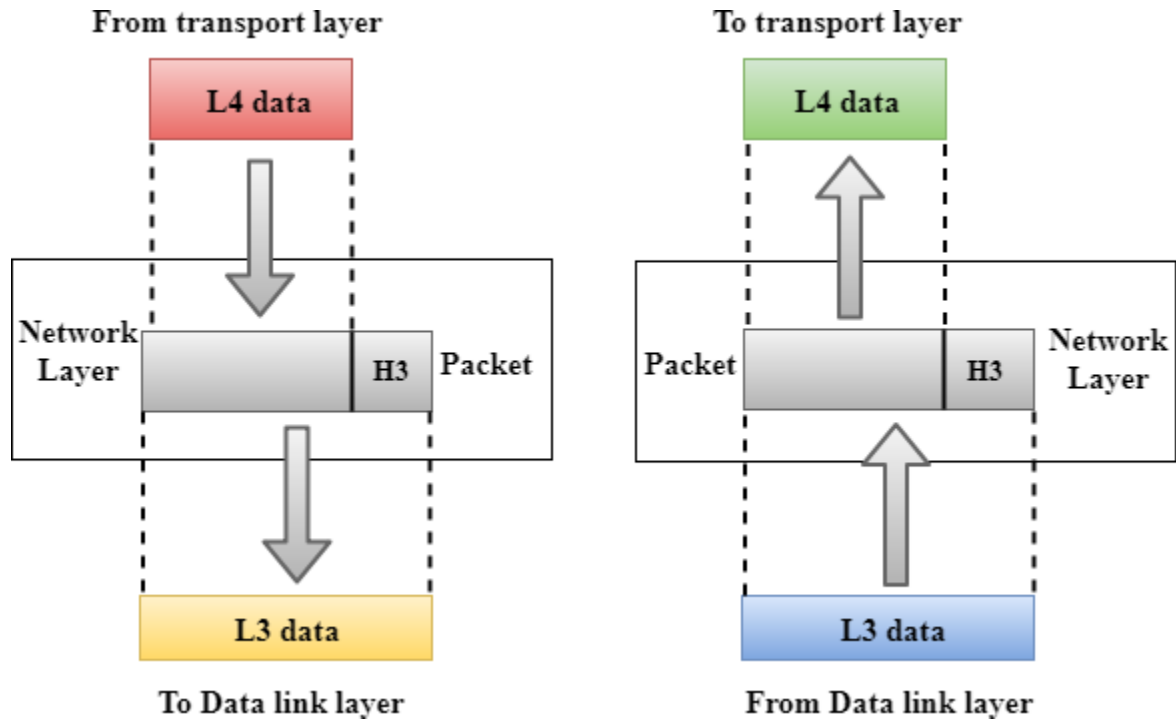 From transport layer
L4 data
Network
Layer
H3
Packet
L3 data
To Data link layer
To transport layer
L4 data
Packet
H3
Network
Layer
L3 data
From Data link layer